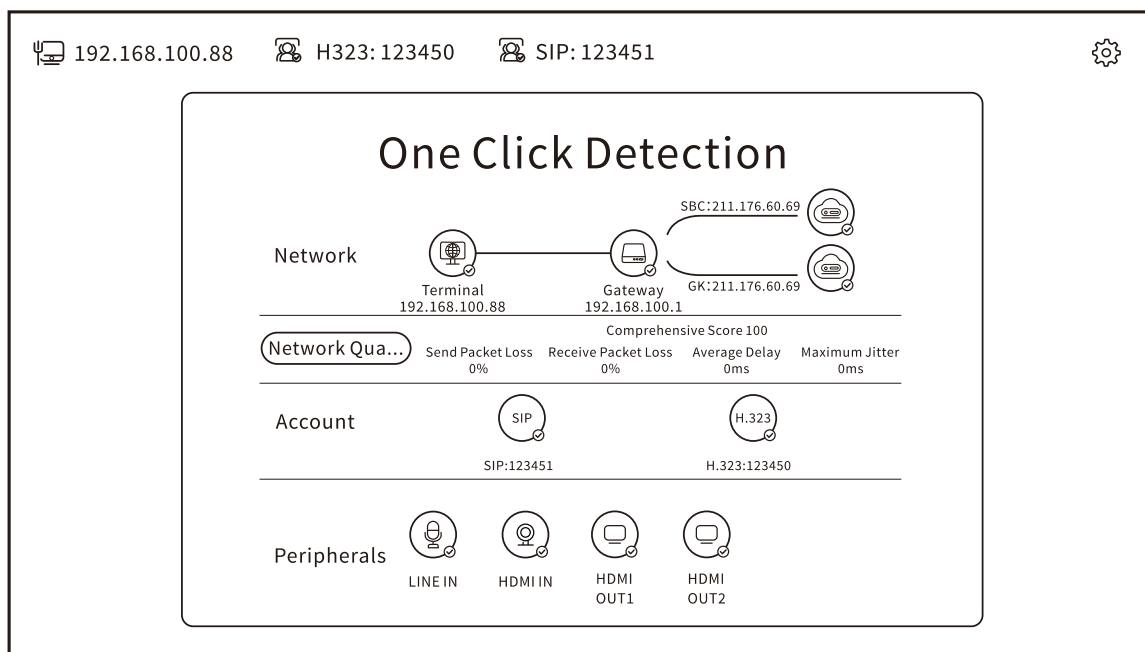 192.168.100.88 H323: 123450 SIP: 123451
One Click Detection
SBC:211.176.60.69
Network
GK:211.176.60.69
Terminal Gateway
192.168.100.88 192.168.100.1
Comprehensive Score 100
Network Qua...
Send Packet Loss Receive Packet Loss Average Delay Maximum Jitter
0% 0% 0ms 0ms
Account
SIP H.323
SIP:123451 H.323:123450
Peripherals
LINE IN HDMI IN HDMI OUT1 HDMI OUT2